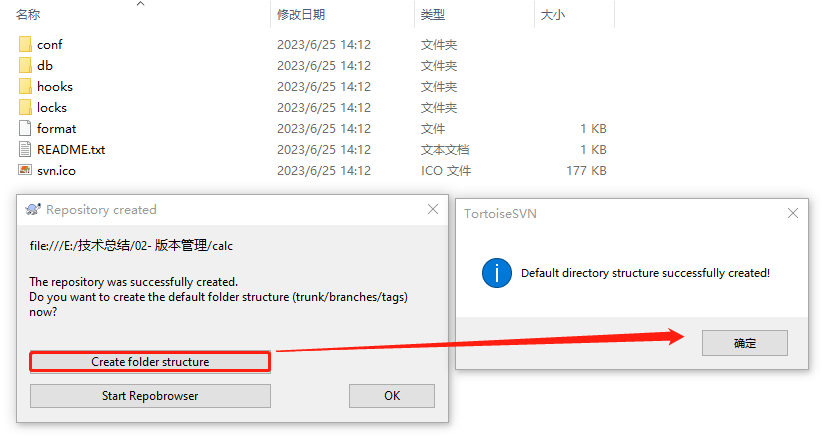 名称 修改日期 类型 大小
conf 2023/6/25 14:12 文件夹
db 2023/6/25 14:12 文件夹
hooks 2023/6/25 14:12 文件夹
locks 2023/6/25 14:12 文件夹
format 2023/6/25 14:12 文件 1 KB
README.txt 2023/6/25 14:12 文本文档 1 KB
svn.ico 2023/6/25 14:12 ICO 文件 177 KB
Repository created
file:///E:/技术总结/02- 版本管理/calc
The repository was successfully created.
Do you want to create the default folder structure (trunk/branches/tags)
now?
Create folder structure
Start Repobrowser OK
TortoiseSVN
Default directory structure successfully created!
确定